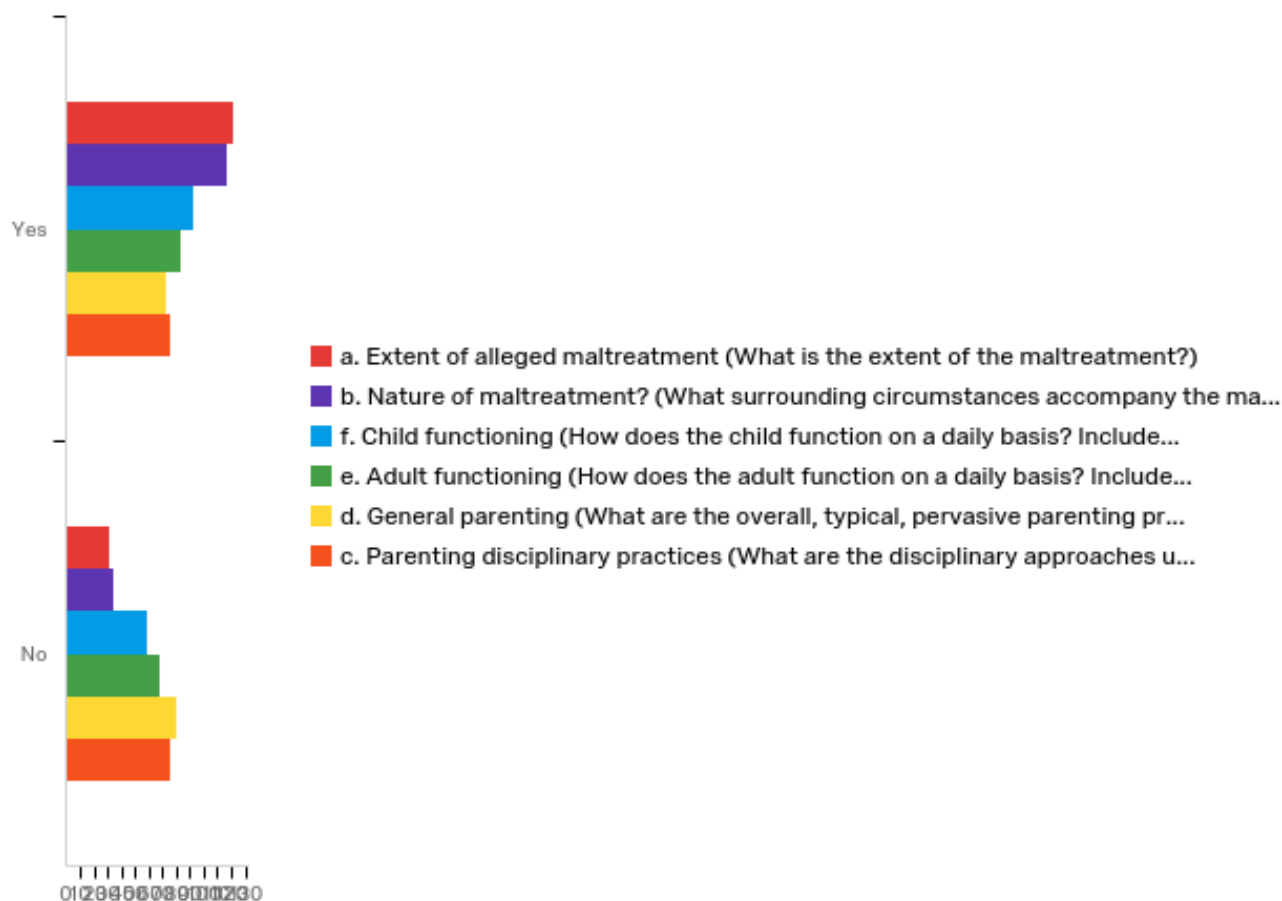 Yes
a. Extent of alleged maltreatment (What is the extent of the maltreatment?)
b. Nature of maltreatment? (What surrounding circumstances accompany the ma...
f. Child functioning (How does the child function on a daily basis? Include...
e. Adult functioning (How does the adult function on a daily basis? Include...
d. General parenting (What are the overall, typical, pervasive parenting pr...
c. Parenting disciplinary practices (What are the disciplinary approaches u...
No